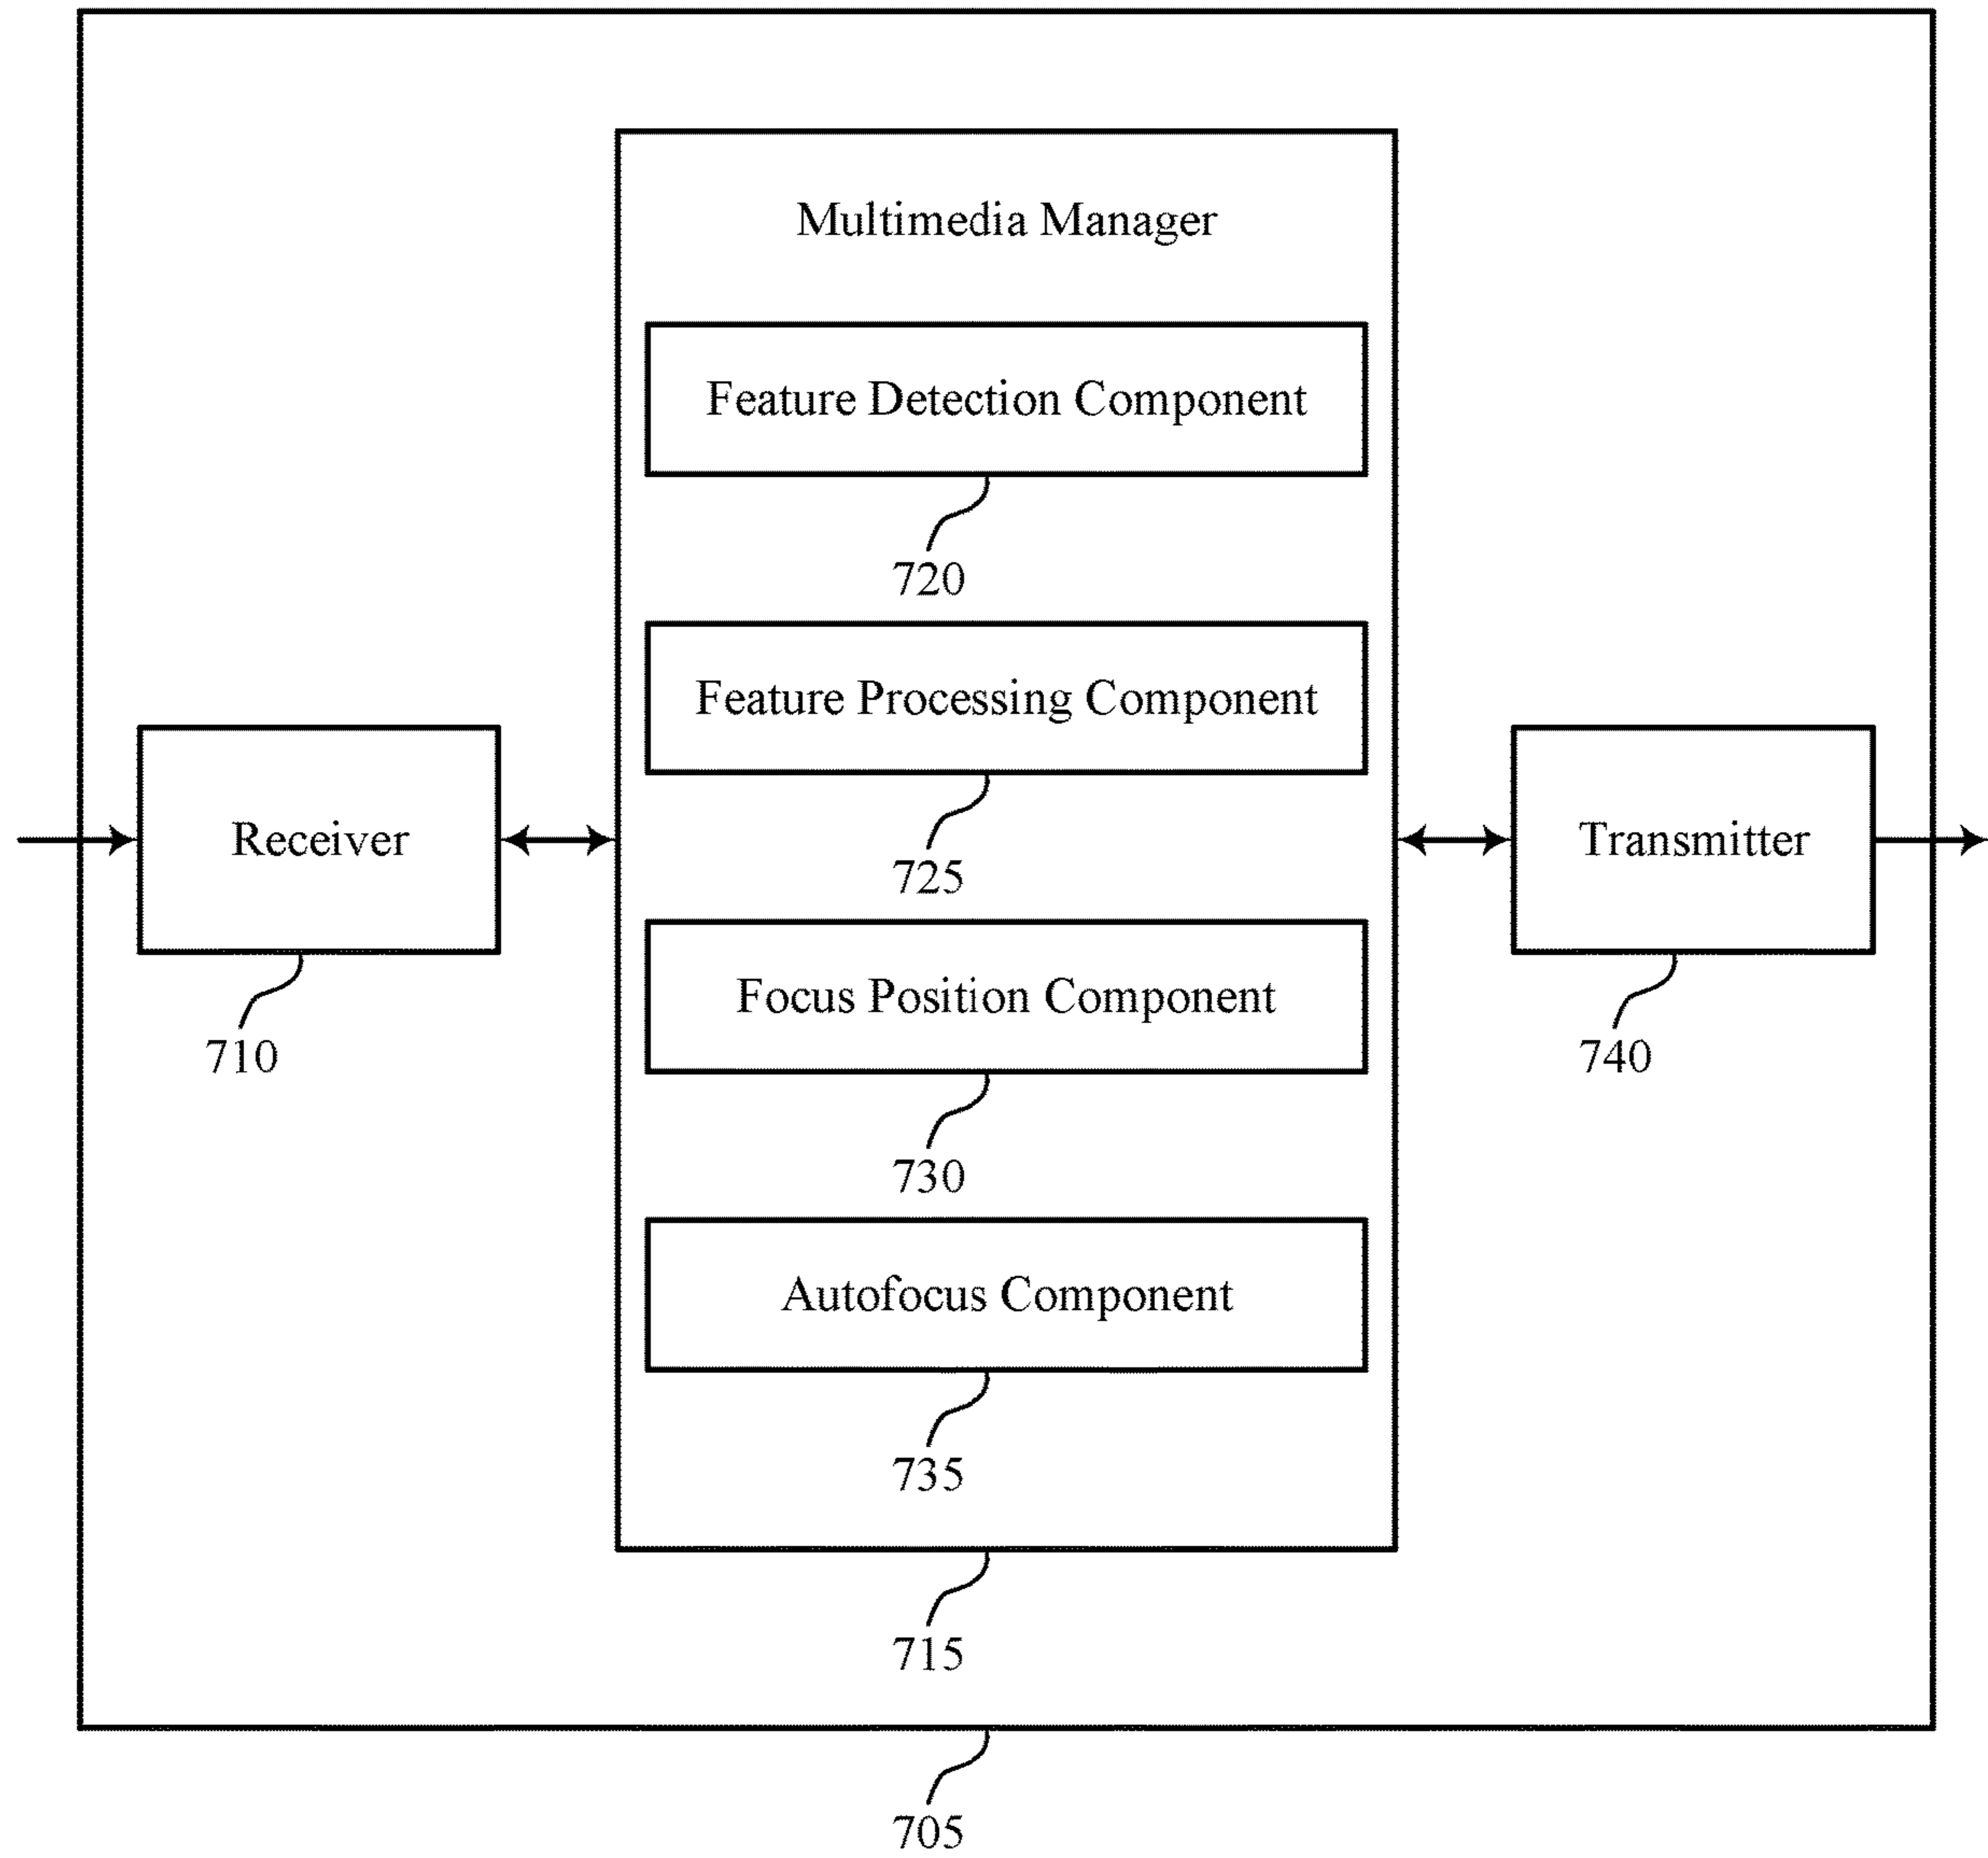 Multimedia Manager
Feature Detection Component
720
Feature Processing Component
725
Receiver
710
Transmitter
740
Focus Position Component
730
Autofocus Component
735
715
705